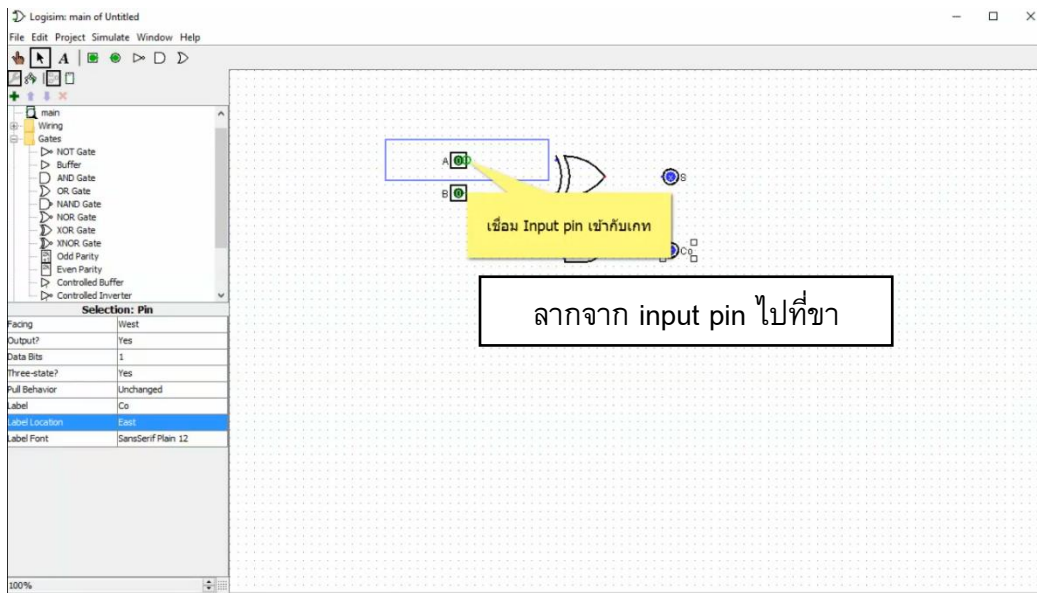 Logisim: main of Untitled
File Edit Project Simulate Window Help
A
main
Wiring
Gates
NOT Gate
Buffer
AND Gate
OR Gate
NAND Gate
NOR Gate
XOR Gate
XNOR Gate
Odd Parity
Even Parity
Controlled Buffer
Controlled Inverter
Selection: Pin
Facing West
Output? Yes
Data Bits 1
Three-state? Yes
Pull Behavior Unchanged
Label Co
Label Location East
Label Font SansSerif Plain 12
100%
A 0
S
B 0
เชื่อม Input pin เข้ากับเกท
Co
ลากจาก input pin ไปที่ขา